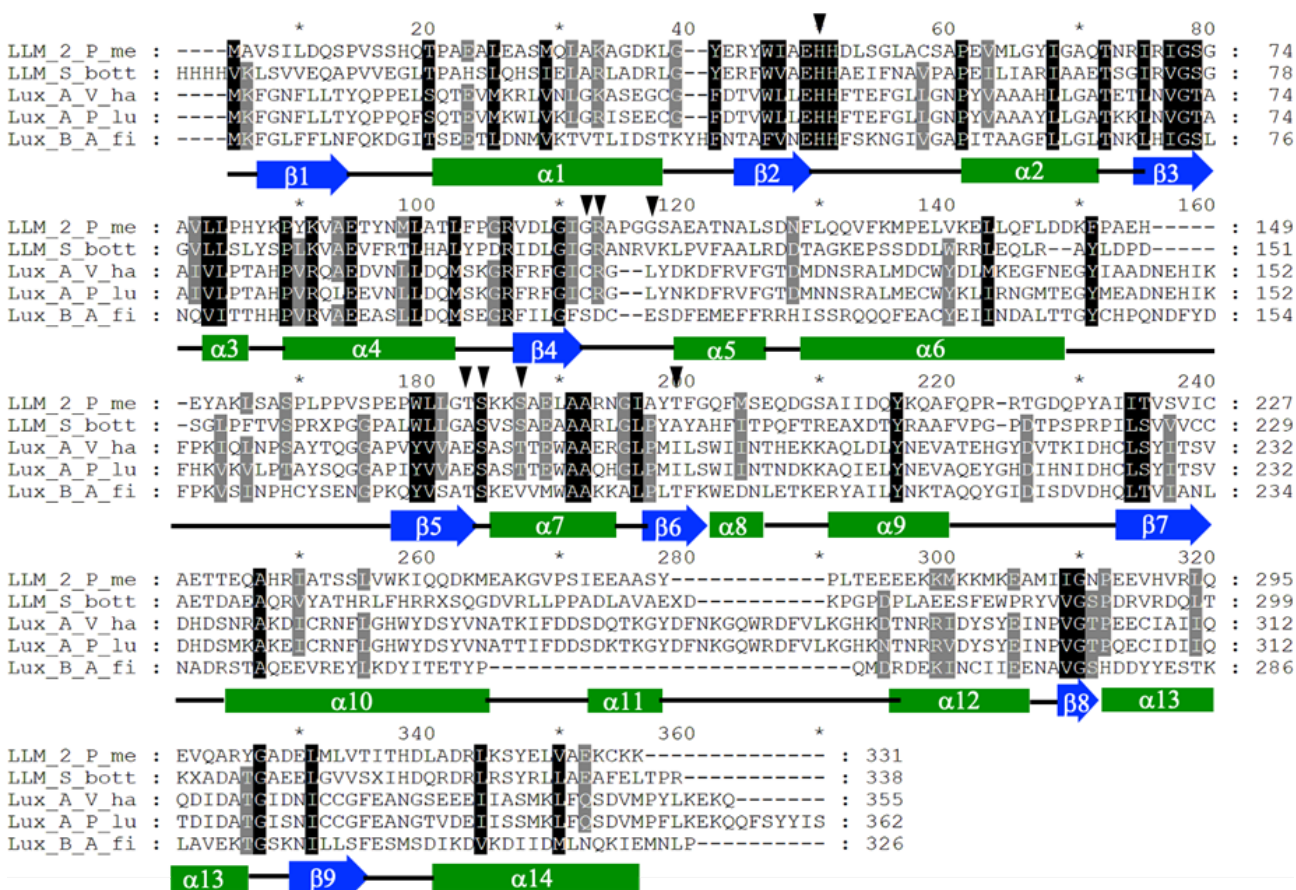 * 20 * 40 * 60 * 80
LLM_2_P_me : ----MAVSILDQSPVSSHQTPAEALEASMQLAKAGDKLG-YERYWIAEHHDLSGLACSAPEVMLGYIGAQTNRIRIGSG : 74
LLM_S_bott : HHHHVKLSVVEQAPVVEGLTPAHSLQHSIELARLADRLG-YERFWVAEHHAEIFNAVPAPEILIARIAAETSGIRVGSG : 78
Lux_A_V_ha : ----MKFGNFLLTYQPPELSQTEVMKRLVNLGKASEGCG-FDTVWLLEHHFTEFGLLGNPYVAAAHLLGATETLNVGTA : 74
Lux_A_P_lu : ----MKFGNFLLTYQPPQFSQTEVMKWLVKLGRISEECG-FDTVWLLEHHFTEFGLLGNPYVAAAYLLGATKKLNVGTA : 74
Lux_B_A_fi : ----MKFGLFFLNFQKDGITSEETLDNMVKTVTLIDSTKYHFNTAFVNEHHFSKNGIVGAPITAAGFLLGLTNKLHIGSL : 76
β1 α1 β2 α2 β3
* 100 * 120 * 140 * 160
LLM_2_P_me : AVLLPHYKPYKVAETYNMLATLFPGRVDLGIGRAPGGSAEATNALSDNFLQQVFKMPELVKELLQFLDDKFPAEH----- : 149
LLM_S_bott : GVLLSLYSPLKVAEVFRTLHALYPDRIDLGIGRANRVKLPVFAALRDDTAGKEPSSDDLWRRLEQLR-AYLDPD------ : 151
Lux_A_V_ha : AIVLPTAHPVRQAEDVNLLDQMSKGRFRFGICRG--LYDKDFRVFGTDMDNSRALMDCWYDLMKEGFNEGYIAADNEHIK : 152
Lux_A_P_lu : AIVLPTAHPVRQLEEVNLLDQMSKGRFRFGICRG--LYNKDFRVFGTDMNNSRALMECWYKLIRNGMTEGYMEADNEHIK : 152
Lux_B_A_fi : NQVITTHHPVRVAEEASLLDQMSEGRFILGFSDC--ESDFEMEFFRRHISSRQQQFEACYEIINDALTTGYCHPQNDFYD : 154
α3 α4 β4 α5 α6
* 180 * 200 * 220 * 240
LLM_2_P_me : -EYAKLSASPLPPVSPEPWLLGTSKKSAELAARNGLAYTFGQFMSEQDGSAIIDQYKQAFQPR-RTGDQPYAIITVSVIC : 227
LLM_S_bott : -SGLPFTVSPRXPGGPALWLLGASVSSAEAAARLGLPYAYAHFITPQFTREAXDTYRAAFVPG-PDTPSPRPILSVVVCC : 229
Lux_A_V_ha : FPKIQLNPSAYTQGGAPVYVVAESASTTEWAAERGLPMILSWIINTHEKKAQLDLYNEVATEHGYDVTKIDHCLSYITSV : 232
Lux_A_P_lu : FHKVKVLPTAYSQGGAPIYVVAESASTTEWAAQHGLPMILSWIINTNDKKAQIELYNEVAQEYGHDIHNIDHCLSYITSV : 232
Lux_B_A_fi : FPKVSINPHCYSENGPKQYVSATSKEVVMWAAKKALPLTFKWEDNLETKERYAILYNKTAQQYGIDISDVDHQLTVIANL : 234
β5 α7 β6 α8 α9 β7
* 260 * 280 * 300 * 320
LLM_2_P_me : AETTEQAHRIATSSLVWKIQQDKMEAKGVPSIEEAASY-----------PLTEEEEKKMKKMKEAMIIGNPEEVHVRLQ : 295
LLM_S_bott : AETDAEAQRVYATHRLFHRRXSQGDVRLLPPADLAVAEXD---------KPGPDPLAEESFEWPRYVVGSPDRVRDQLT : 299
Lux_A_V_ha : DHDSNRAKDICRNFLGHWYDSYVNATKIFDDSDQTKGYDFNKGQWRDFVLKGHKDTNRRIDYSYEINPVGTPEECIAIIQ : 312
Lux_A_P_lu : DHDSMKAKEICRNFLGHWYDSYVNATTIFDDSDKTKGYDFNKGQWRDFVLKGHKNTNRRVDYSYEINPVGTPQECIDIIQ : 312
Lux_B_A_fi : NADRSTAQEEVREYLKDYITETYP----------------------QMDRDEKINCIIEENAVGSHDDYYESTK : 286
α10 α11 α12 β8 α13
* 340 * 360 *
LLM_2_P_me : EVQARYGADELMLVTITHDLADRLKSYELVAEKCKK----------- : 331
LLM_S_bott : KXADATGAEELGVVSXIHDQRDRLRSYRLLAEAFELTPR-------- : 338
Lux_A_V_ha : QDIDATGIDNICCGFEANGSEEEIIASMKLFQSDVMPYLKEKQ------- : 355
Lux_A_P_lu : TDIDATGISNICCGFEANGTVDEIISSMKLFQSDVMPFLKEKQQFSYYIS : 362
Lux_B_A_fi : LAVEKTGSKNILLSFESMSDIKDVKDIIDMLNQKIEMNLP---------- : 326
α13 β9 α14